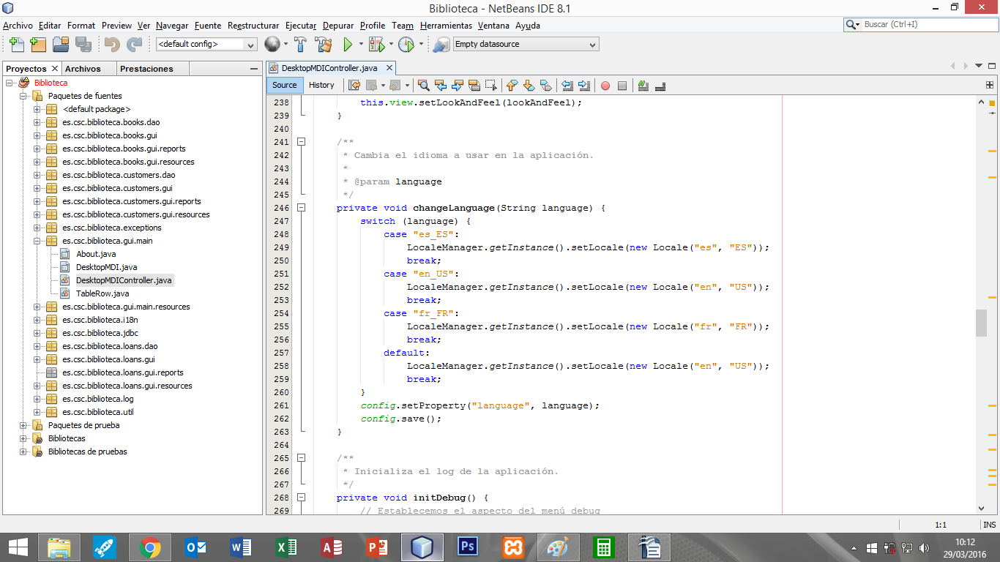 Biblioteca - NetBeans IDE 8.1
Archivo Editar Format Preview Ver Navegar Fuente Reestructurar Ejecutar Depurar Profile Team Herramientas Ventana Ayuda
Buscar (Ctrl+I)
<default config>
Empty datasource
Proyectos Archivos Prestaciones
DesktopMDIController.java
Source History
Biblioteca
Paquetes de fuentes
<default package>
es.csc.biblioteca.books.dao
es.csc.biblioteca.books.gui
es.csc.biblioteca.books.gui.reports
es.csc.biblioteca.books.gui.resources
es.csc.biblioteca.customers.dao
es.csc.biblioteca.customers.gui
es.csc.biblioteca.customers.gui.reports
es.csc.biblioteca.customers.gui.resources
es.csc.biblioteca.exceptions
es.csc.biblioteca.gui.main
About.java
DesktopMDI.java
DesktopMDIController.java
TableRow.java
es.csc.biblioteca.gui.main.resources
es.csc.biblioteca.i18n
es.csc.biblioteca.jdbc
es.csc.biblioteca.loans.dao
es.csc.biblioteca.loans.gui
es.csc.biblioteca.loans.gui.reports
es.csc.biblioteca.loans.gui.resources
es.csc.biblioteca.log
es.csc.biblioteca.util
Paquetes de prueba
Bibliotecas
Bibliotecas de pruebas
238 this.view.setLookAndFeel(lookAndFeel);
239 }
240
241 /**
242 * Cambia el idioma a usar en la aplicación.
243 *
244 * @param language
245 */
246 private void changeLanguage(String language) {
247 switch (language) {
248 case "es_ES":
249 LocaleManager.getInstance().setLocale(new Locale("es", "ES"));
250 break;
251 case "en_US":
252 LocaleManager.getInstance().setLocale(new Locale("en", "US"));
253 break;
254 case "fr_FR":
255 LocaleManager.getInstance().setLocale(new Locale("fr", "FR"));
256 break;
257 default:
258 LocaleManager.getInstance().setLocale(new Locale("en", "US"));
259 break;
260 }
261 config.setProperty("language", language);
262 config.save();
263 }
264
265 /**
266 * Inicializa el log de la aplicación.
267 */
268 private void initDebug() {
269 // Establecemos el aspecto del menú debug
1:1 INS
10:12
29/03/2016